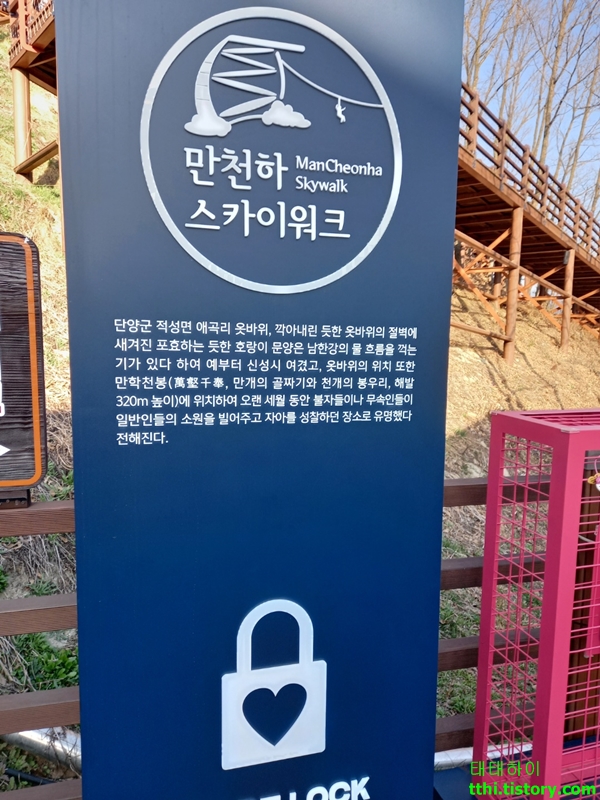 만천하 ManCheonha
Skywalk
스카이워크
단양군 적성면 애곡리 옷바위, 깍아내린 듯한 옷바위의 절벽에
새겨진 포효하는 듯한 호랑이 문양은 남한강의 물 흐름을 꺽는
기가 있다 하여 예부터 신성시 여겼고, 옷바위의 위치 또한
만학천봉(萬壑千奉, 만개의 골짜기와 천개의 봉우리, 해발
320m 높이)에 위치하여 오랜 세월 동안 불자들이나 무속인들이
일반인들의 소원을 빌어주고 자아를 성찰하던 장소로 유명했다
전해진다.
LOCK
태태하이
tthi.tistory.com